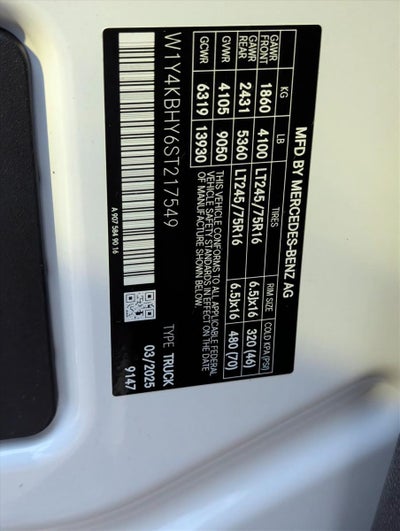 MFD BY MERCEDES-BENZ AG
KG LB TIRES RIM SIZE COLD KPA (PSI)
GAWR FRONT 1860 4100 LT245/75R16 6.5Jx16 320 (46)
GAWR REAR 2431 5360 LT245/75R16 6.5Jx16 480 (70)
GVWR 4105 9050
GCWR 6319 13930
THIS VEHICLE CONFORMS TO ALL APPLICABLE FEDERAL
VEHICLE SAFETY STANDARDS IN EFFECT ON THE DATE
OF MANUFACTURE SHOWN BELOW.
W1Y4KBHY6ST217549
TYPE TRUCK
03/2025
9147
A 907 584 90 16